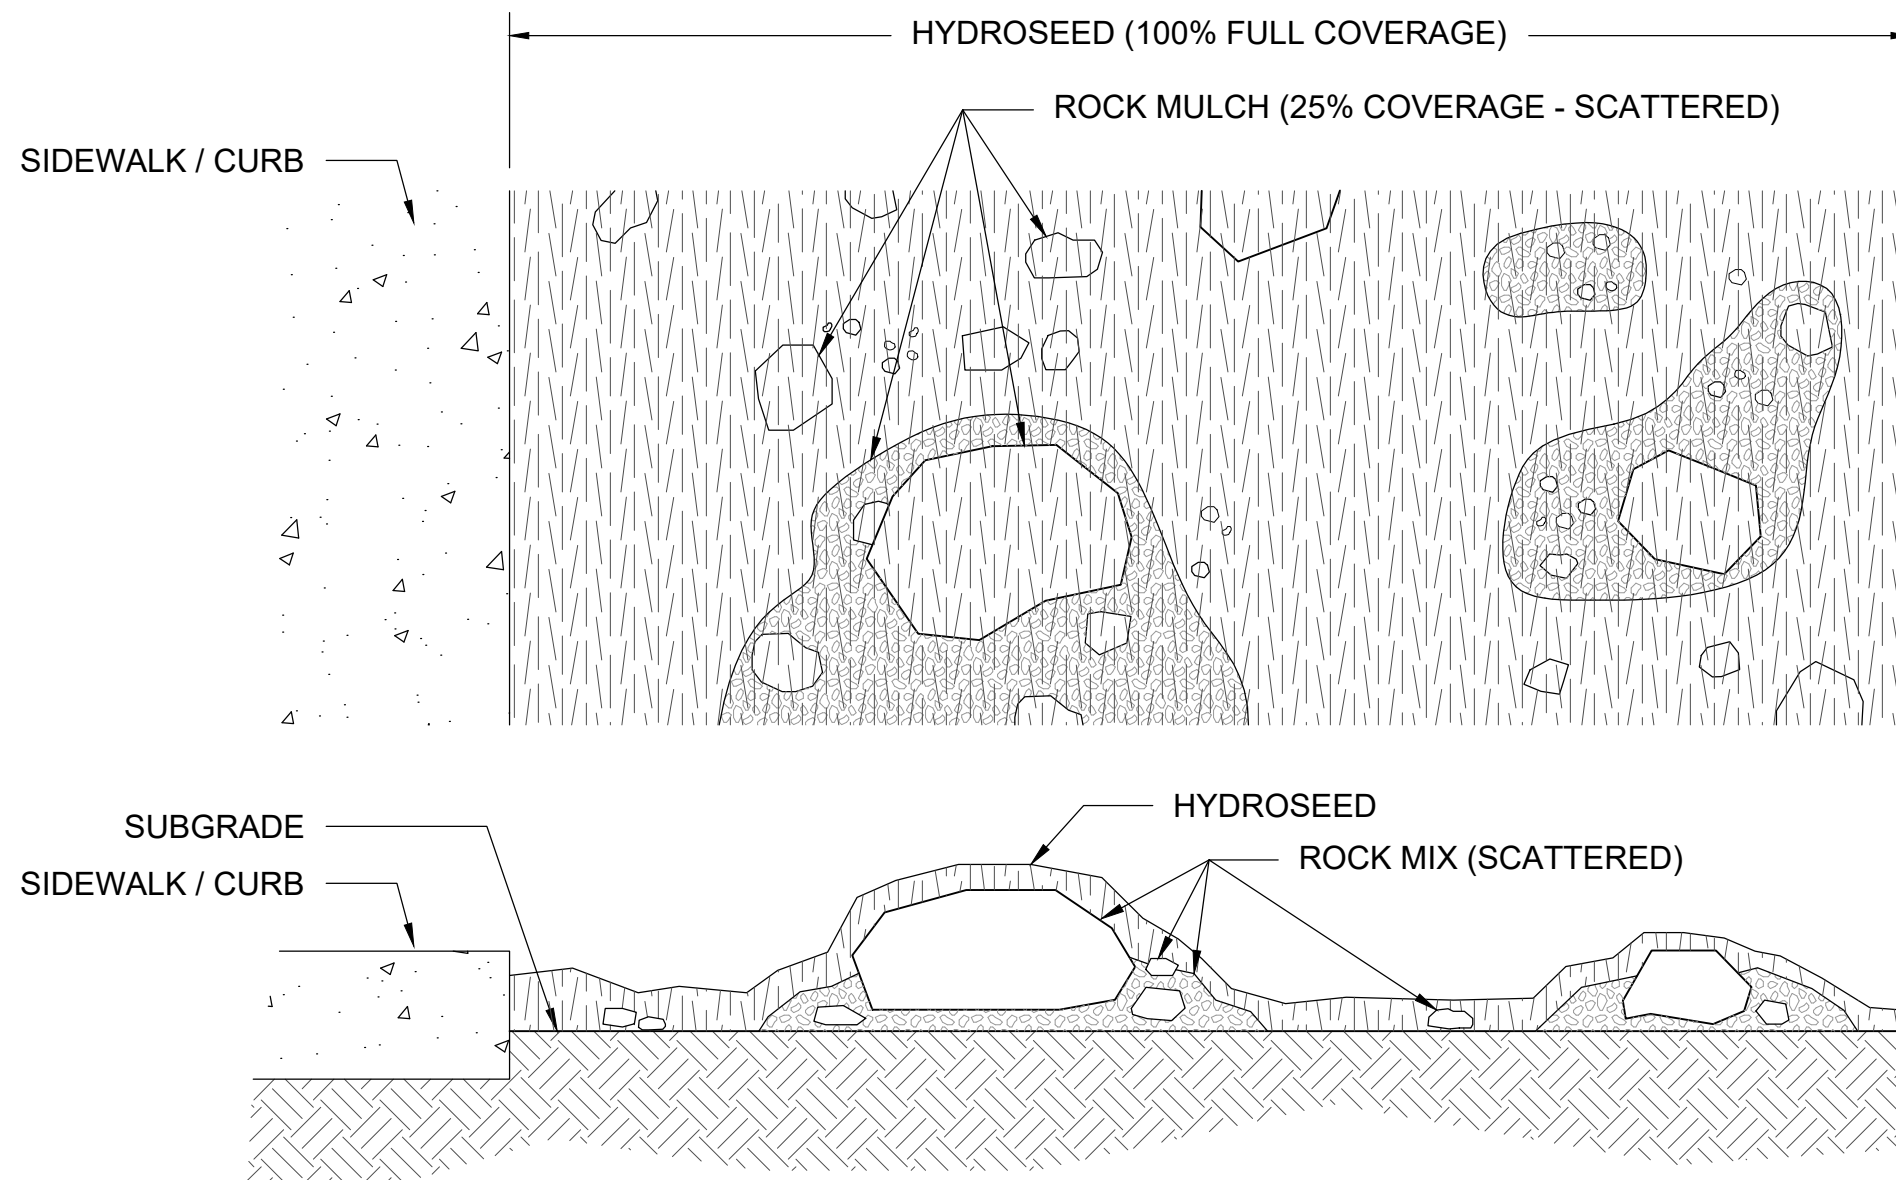 HYDROSEED (100% FULL COVERAGE)
ROCK MULCH (25% COVERAGE - SCATTERED)
SIDEWALK / CURB
HYDROSEED
SUBGRADE
ROCK MIX (SCATTERED)
SIDEWALK / CURB